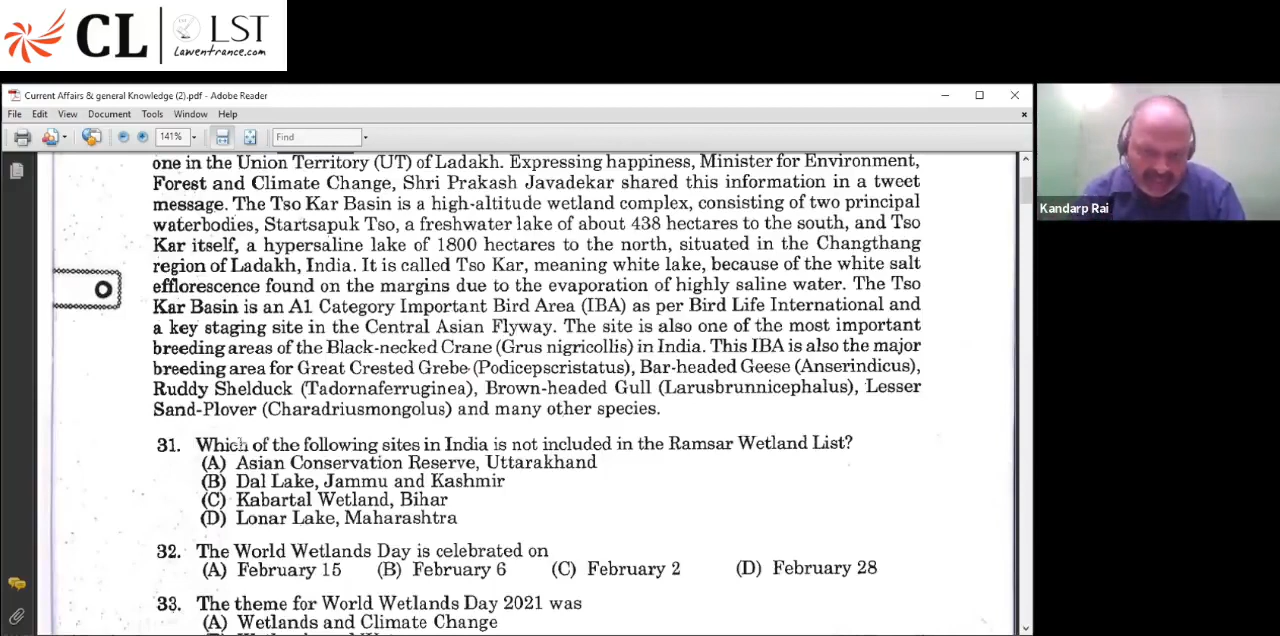 CL LST
Lawentrance.com
Current Affairs & general Knowledge (2).pdf - Adobe Reader
File Edit View Document Tools Window Help
141% Find
Kandarp Rai
one in the Union Territory (UT) of Ladakh. Expressing happiness, Minister for Environment,
Forest and Climate Change, Shri Prakash Javadekar shared this information in a tweet
message. The Tso Kar Basin is a high-altitude wetland complex, consisting of two principal
waterbodies, Startsapuk Tso, a freshwater lake of about 438 hectares to the south, and Tso
Kar itself, a hypersaline lake of 1800 hectares to the north, situated in the Changthang
region of Ladakh, India. It is called Tso Kar, meaning white lake, because of the white salt
efflorescence found on the margins due to the evaporation of highly saline water. The Tso
Kar Basin is an A1 Category Important Bird Area (IBA) as per Bird Life International and
a key staging site in the Central Asian Flyway. The site is also one of the most important
breeding areas of the Black-necked Crane (Grus nigricollis) in India. This IBA is also the major
breeding area for Great Crested Grebe (Podicepscristatus), Bar-headed Geese (Anserindicus),
Ruddy Shelduck (Tadornaferruginea), Brown-headed Gull (Larusbrunnicephalus), Lesser
Sand-Plover (Charadriusmongolus) and many other species.
31. Which of the following sites in India is not included in the Ramsar Wetland List?
(A) Asian Conservation Reserve, Uttarakhand
(B) Dal Lake, Jammu and Kashmir
(C) Kabartal Wetland, Bihar
(D) Lonar Lake, Maharashtra
32. The World Wetlands Day is celebrated on
(A) February 15 (B) February 6 (C) February 2 (D) February 28
33. The theme for World Wetlands Day 2021 was
(A) Wetlands and Climate Change